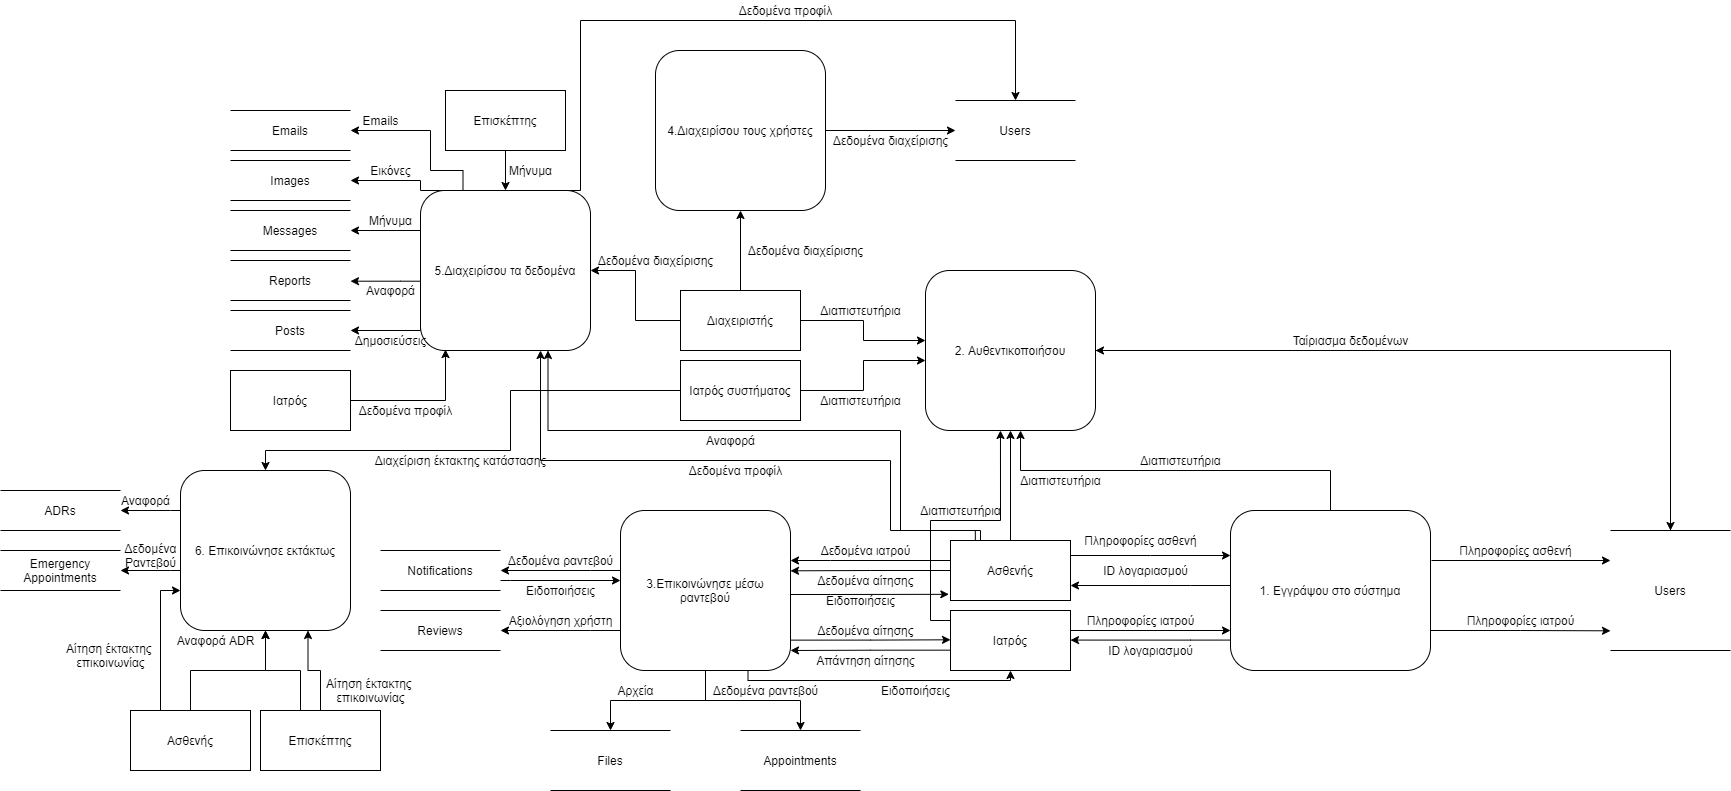 Δεδομένα προφίλ
Emails
Emails
Επισκέπτης
4.Διαχειρίσου τους χρήστες
Users
Δεδομένα διαχείρισης
Images
Εικόνες
Μήνυμα
Messages
Μήνυμα
5.Διαχειρίσου τα δεδομένα
Δεδομένα διαχείρισης
Δεδομένα διαχείρισης
Reports
Αναφορά
Posts
Δημοσιεύσεις
Διαχειριστής
Διαπιστευτήρια
2. Αυθεντικοποιήσου
Ταίριασμα δεδομένων
Ιατρός
Δεδομένα προφίλ
Ιατρός συστήματος
Διαπιστευτήρια
Αναφορά
Διαχείριση έκτακτης κατάστασης
Δεδομένα προφίλ
Διαπιστευτήρια
Διαπιστευτήρια
Διαπιστευτήρια
ADRs
Αναφορά
6. Επικοινώνησε εκτάκτως
Emergency
Appointments
Δεδομένα
Ραντεβού
Notifications
Δεδομένα ραντεβού
Ειδοποιήσεις
3.Επικοινώνησε μέσω
ραντεβού
Δεδομένα ιατρού
Δεδομένα αίτησης
Ειδοποιήσεις
Ασθενής
Πληροφορίες ασθενή
ID λογαριασμού
1. Εγγράψου στο σύστημα
Πληροφορίες ασθενή
Users
Reviews
Αξιολόγηση χρήστη
Δεδομένα αίτησης
Απάντηση αίτησης
Ιατρός
Πληροφορίες ιατρού
ID λογαριασμού
Πληροφορίες ιατρού
Αίτηση έκτακτης
επικοινωνίας
Αναφορά ADR
Αίτηση έκτακτης
επικοινωνίας
Αρχεία
Δεδομένα ραντεβού
Ειδοποιήσεις
Ασθενής
Επισκέπτης
Files
Appointments